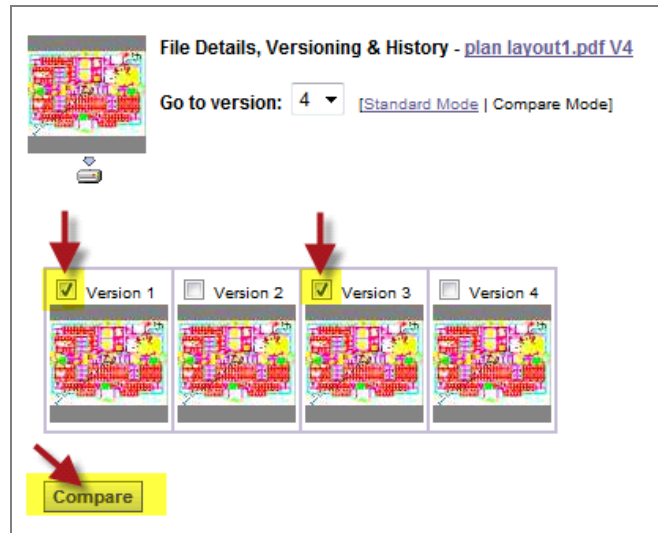 File Details, Versioning & History - plan layout1.pdf V4
Go to version: 4 [Standard Mode | Compare Mode]
Version 1 Version 2 Version 3 Version 4
Compare